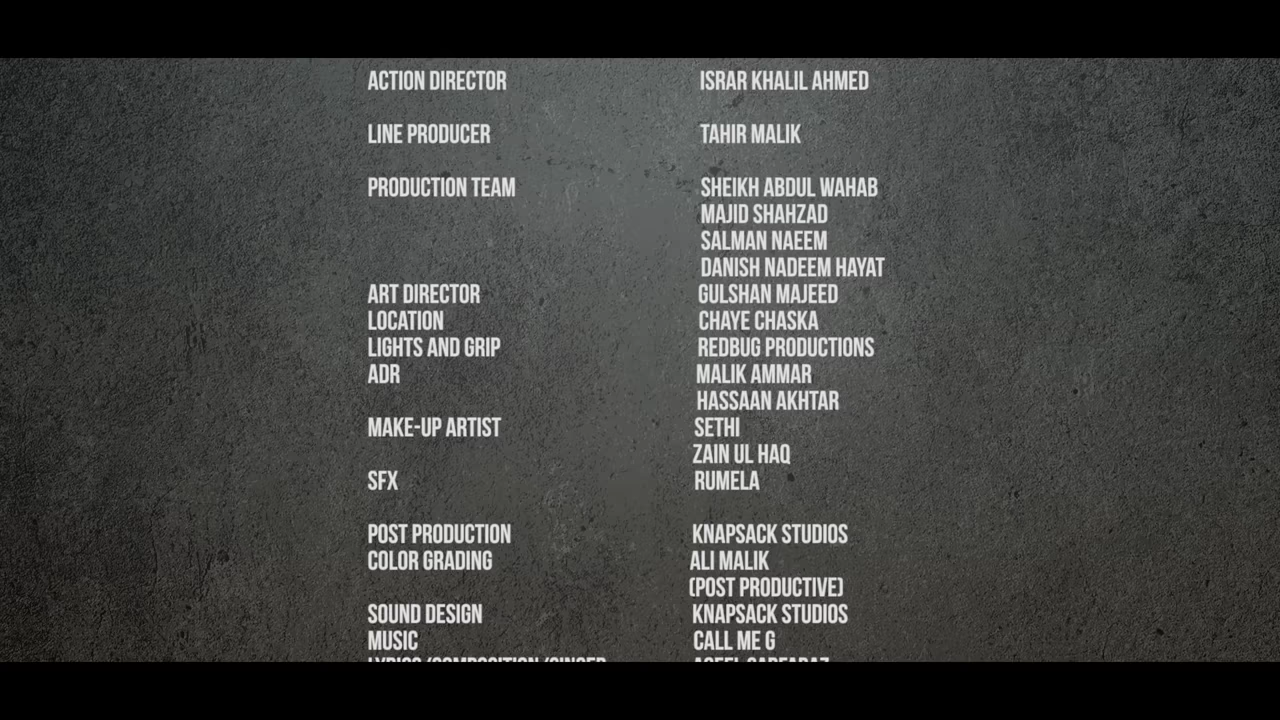 ACTION DIRECTOR ISRAR KHALIL AHMED
LINE PRODUCER TAHIR MALIK
PRODUCTION TEAM SHEIKH ABDUL WAHAB
MAJID SHAHZAD
SALMAN NAEEM
DANISH NADEEM HAYAT
ART DIRECTOR GULSHAN MAJEED
LOCATION CHAYE CHASKA
LIGHTS AND GRIP REDBUG PRODUCTIONS
ADR MALIK AMMAR
HASSAAN AKHTAR
MAKE-UP ARTIST SETHI
ZAIN UL HAQ
SFX RUMELA
POST PRODUCTION KNAPSACK STUDIOS
COLOR GRADING ALI MALIK
(POST PRODUCTIVE)
SOUND DESIGN KNAPSACK STUDIOS
MUSIC CALL ME G